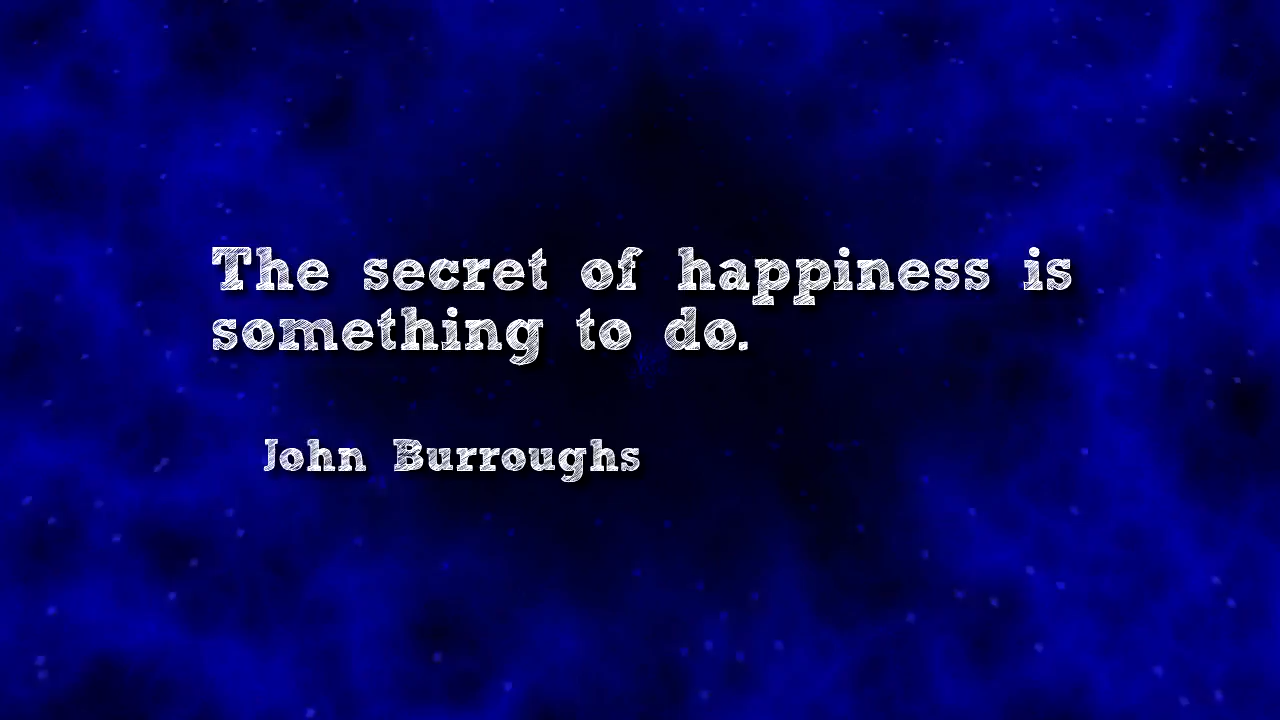 The secret of happiness is
something to do.
John Burroughs